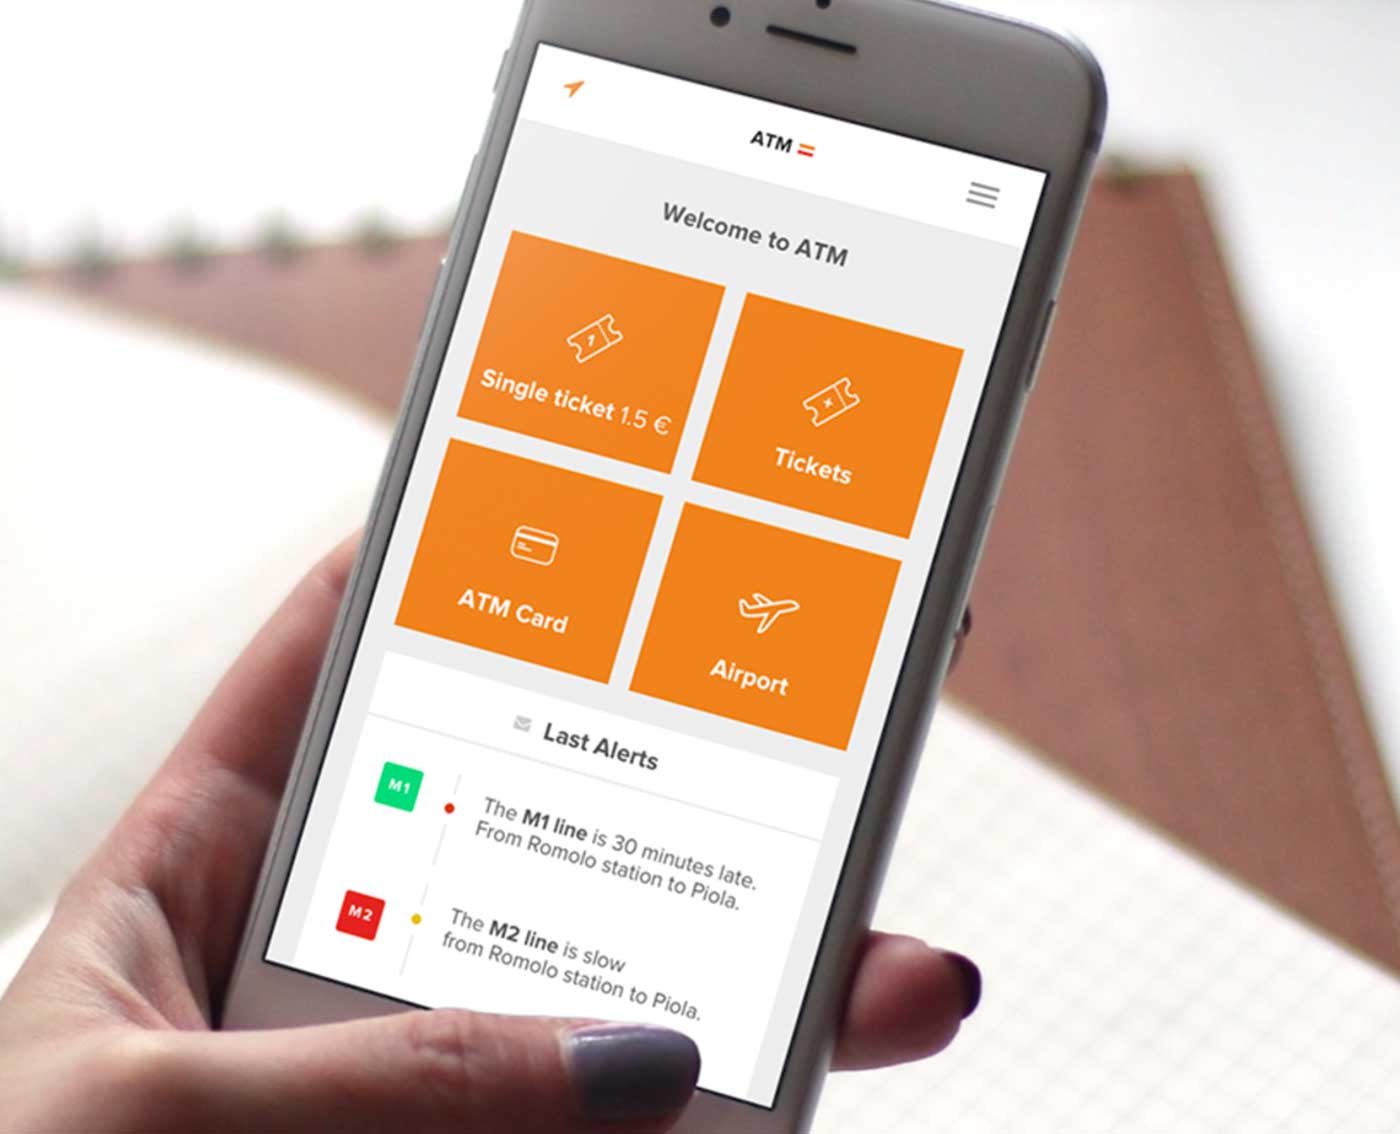 ATM
Welcome to ATM
1
Single ticket 1.5 €
Tickets
ATM Card
Airport
Last Alerts
M1
The M1 line is 30 minutes late.
From Romolo station to Piola.
M2
The M2 line is slow
from Romolo station to Piola.